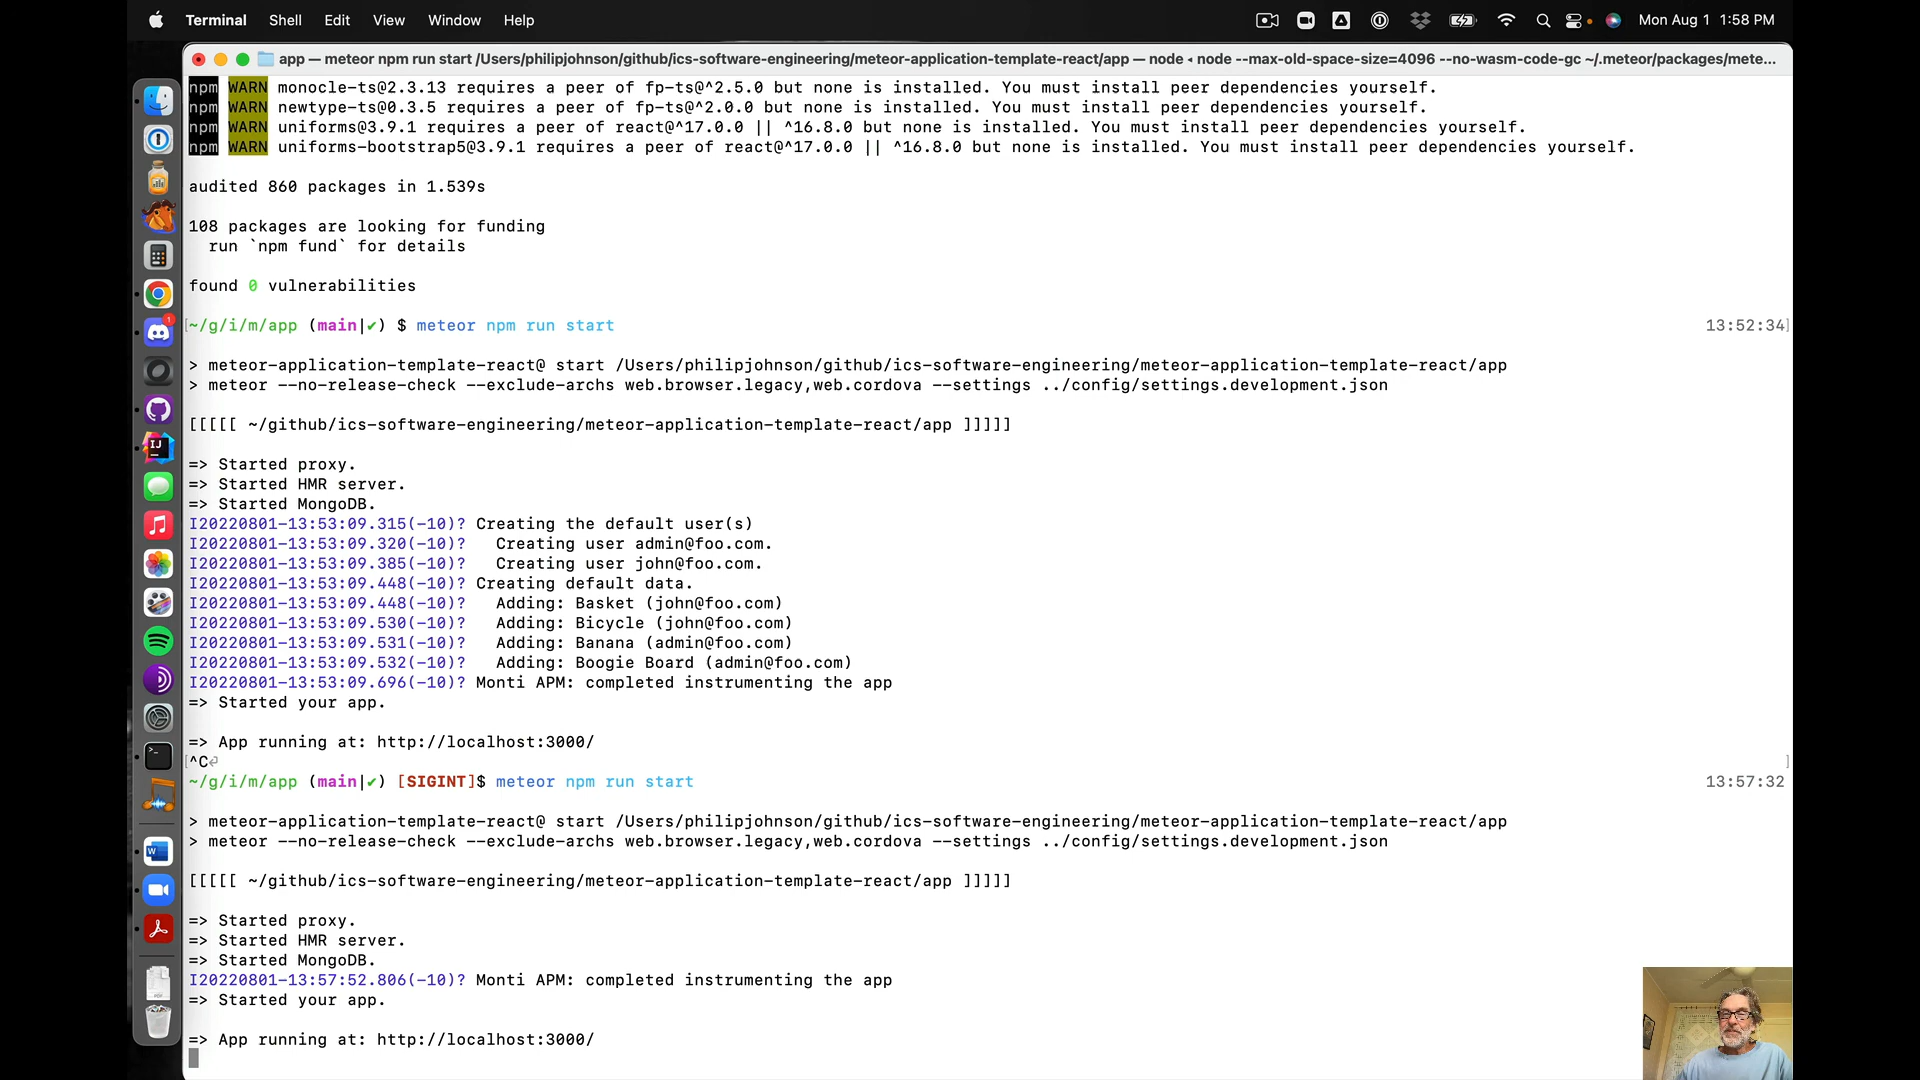 Terminal Shell Edit View Window Help Mon Aug 1 1:58 PM
app — meteor npm run start /Users/philipjohnson/github/ics-software-engineering/meteor-application-template-react/app — node ◂ node --max-old-space-size=4096 --no-wasm-code-gc ~/.meteor/packages/mete...
npm WARN monocle-ts@2.3.13 requires a peer of fp-ts@^2.5.0 but none is installed. You must install peer dependencies yourself.
npm WARN newtype-ts@0.3.5 requires a peer of fp-ts@^2.0.0 but none is installed. You must install peer dependencies yourself.
npm WARN uniforms@3.9.1 requires a peer of react@^17.0.0 || ^16.8.0 but none is installed. You must install peer dependencies yourself.
npm WARN uniforms-bootstrap5@3.9.1 requires a peer of react@^17.0.0 || ^16.8.0 but none is installed. You must install peer dependencies yourself.
audited 860 packages in 1.539s
108 packages are looking for funding
run `npm fund` for details
found 0 vulnerabilities
[~/g/i/m/app (main|✔) $ meteor npm run start 13:52:34]
> meteor-application-template-react@ start /Users/philipjohnson/github/ics-software-engineering/meteor-application-template-react/app
> meteor --no-release-check --exclude-archs web.browser.legacy,web.cordova --settings ../config/settings.development.json
[[[[[ ~/github/ics-software-engineering/meteor-application-template-react/app ]]]]]
=> Started proxy.
=> Started HMR server.
=> Started MongoDB.
I20220801-13:53:09.315(-10)? Creating the default user(s)
I20220801-13:53:09.320(-10)? Creating user admin@foo.com.
I20220801-13:53:09.385(-10)? Creating user john@foo.com.
I20220801-13:53:09.448(-10)? Creating default data.
I20220801-13:53:09.448(-10)? Adding: Basket (john@foo.com)
I20220801-13:53:09.530(-10)? Adding: Bicycle (john@foo.com)
I20220801-13:53:09.531(-10)? Adding: Banana (admin@foo.com)
I20220801-13:53:09.532(-10)? Adding: Boogie Board (admin@foo.com)
I20220801-13:53:09.696(-10)? Monti APM: completed instrumenting the app
=> Started your app.
=> App running at: http://localhost:3000/
[^C⏎ ]
~/g/i/m/app (main|✔) [SIGINT]$ meteor npm run start 13:57:32
> meteor-application-template-react@ start /Users/philipjohnson/github/ics-software-engineering/meteor-application-template-react/app
> meteor --no-release-check --exclude-archs web.browser.legacy,web.cordova --settings ../config/settings.development.json
[[[[[ ~/github/ics-software-engineering/meteor-application-template-react/app ]]]]]
=> Started proxy.
=> Started HMR server.
=> Started MongoDB.
I20220801-13:57:52.806(-10)? Monti APM: completed instrumenting the app
=> Started your app.
=> App running at: http://localhost:3000/